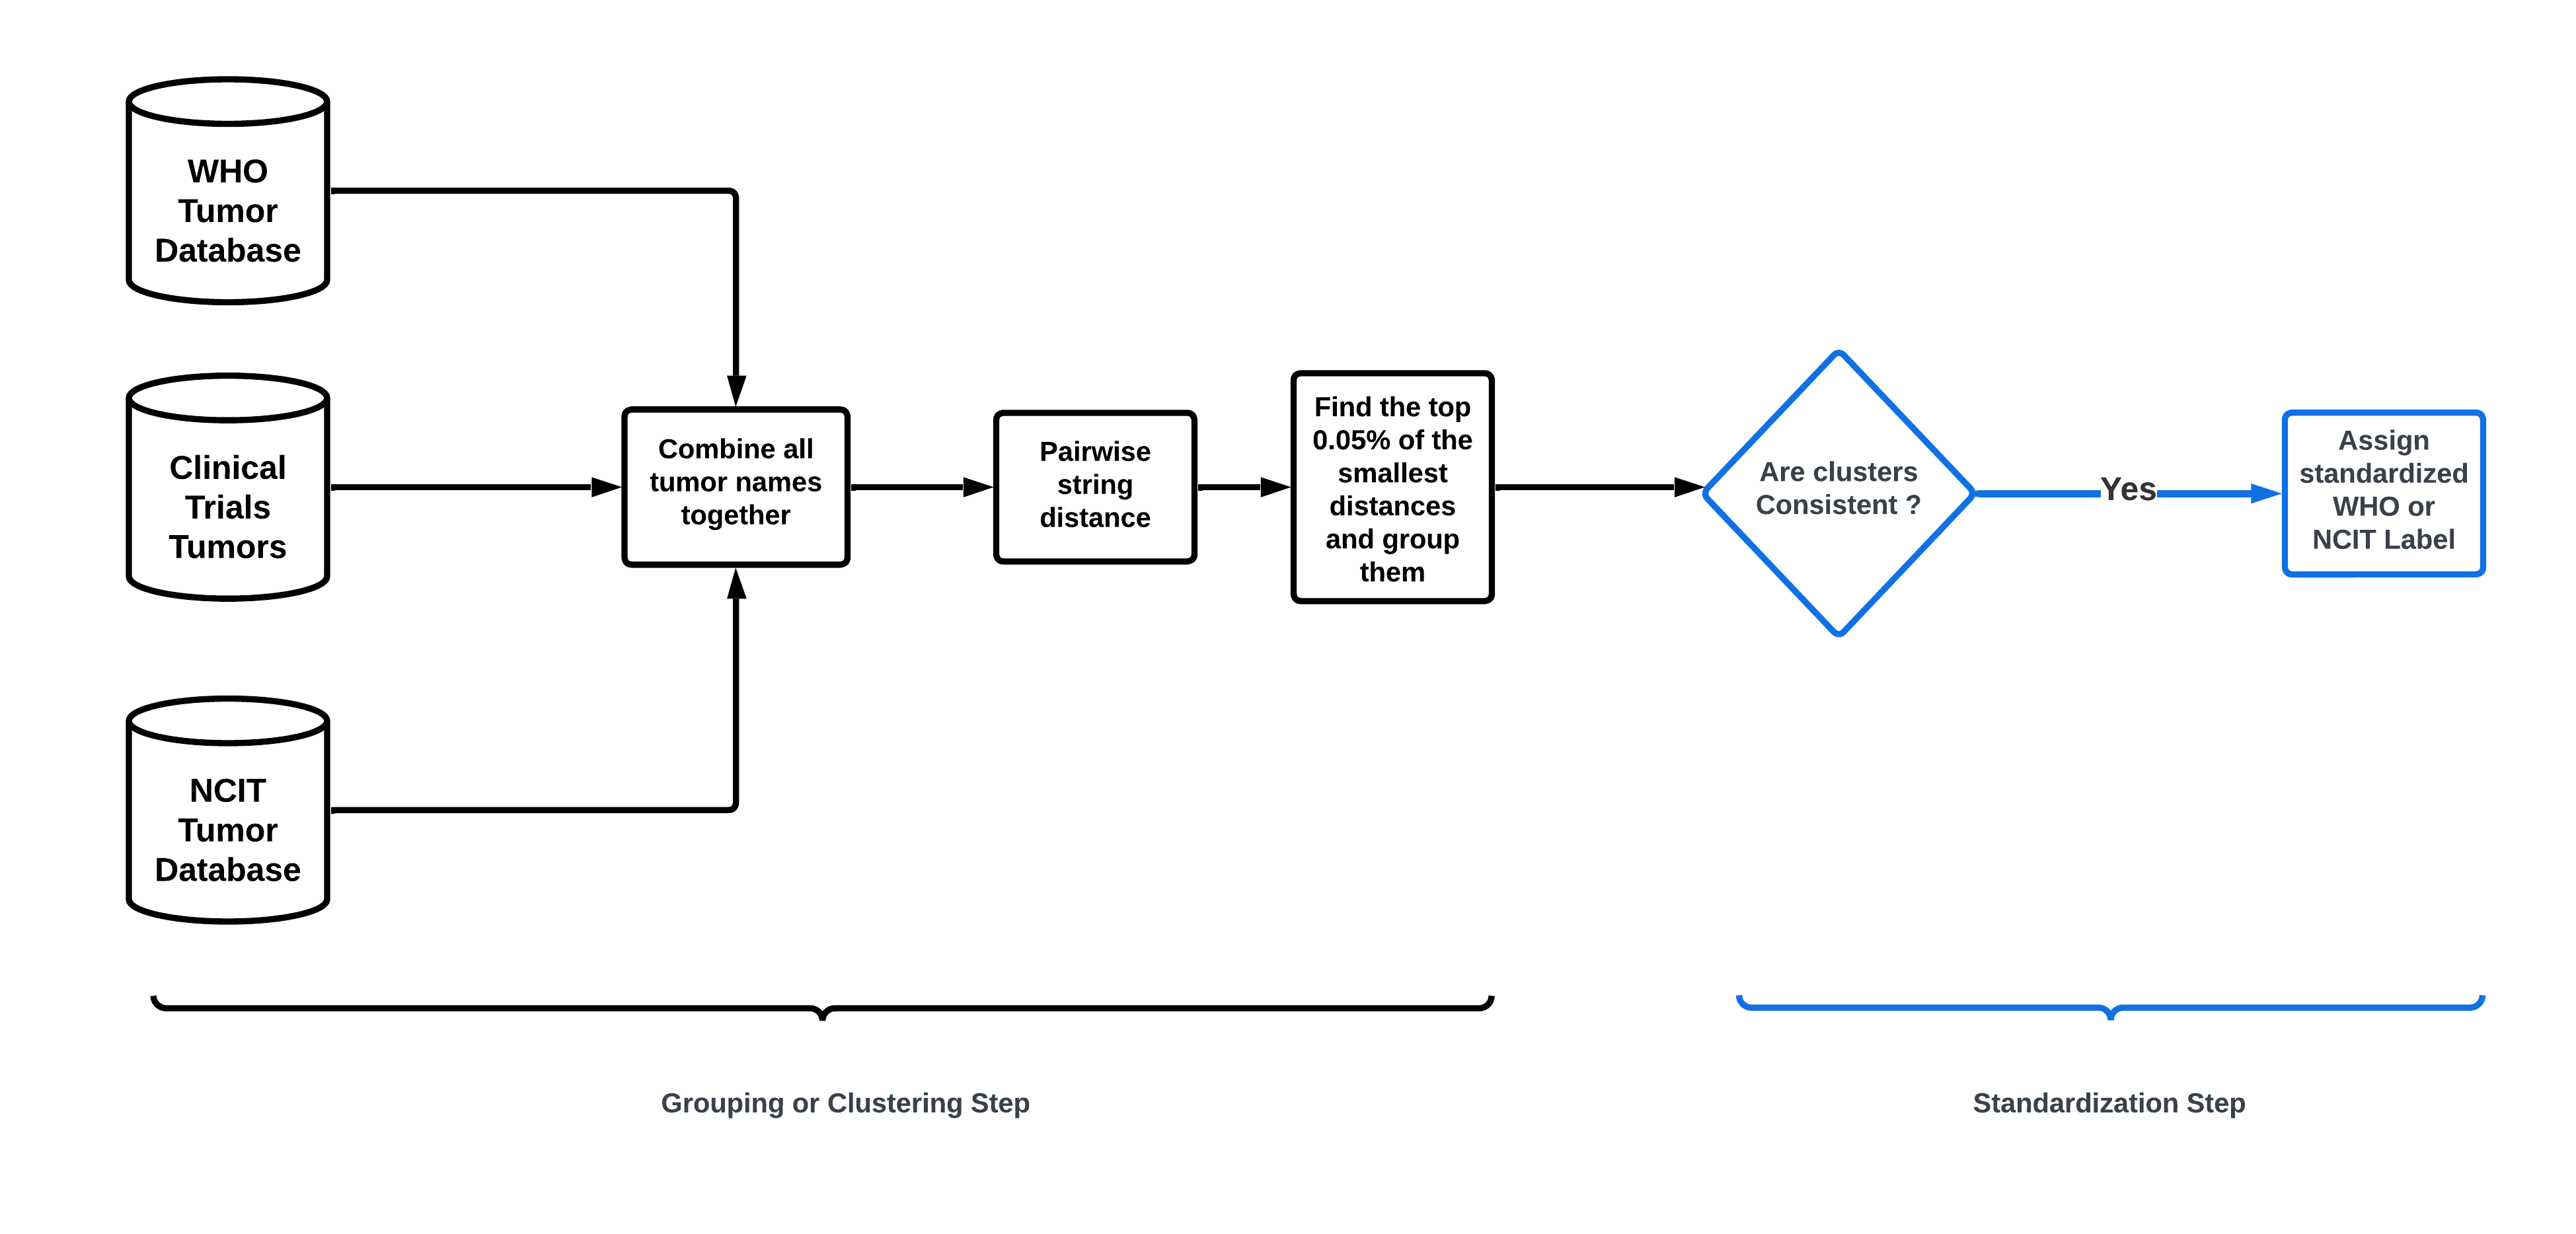 WHO
Tumor
Database
Clinical
Trials
Tumors
NCIT
Tumor
Database
Combine all
tumor names
together
Pairwise
string
distance
Find the top
0.05% of the
smallest
distances
and group
them
Are clusters
Consistent ?
Yes
Assign
standardized
WHO or
NCIT Label
Grouping or Clustering Step
Standardization Step